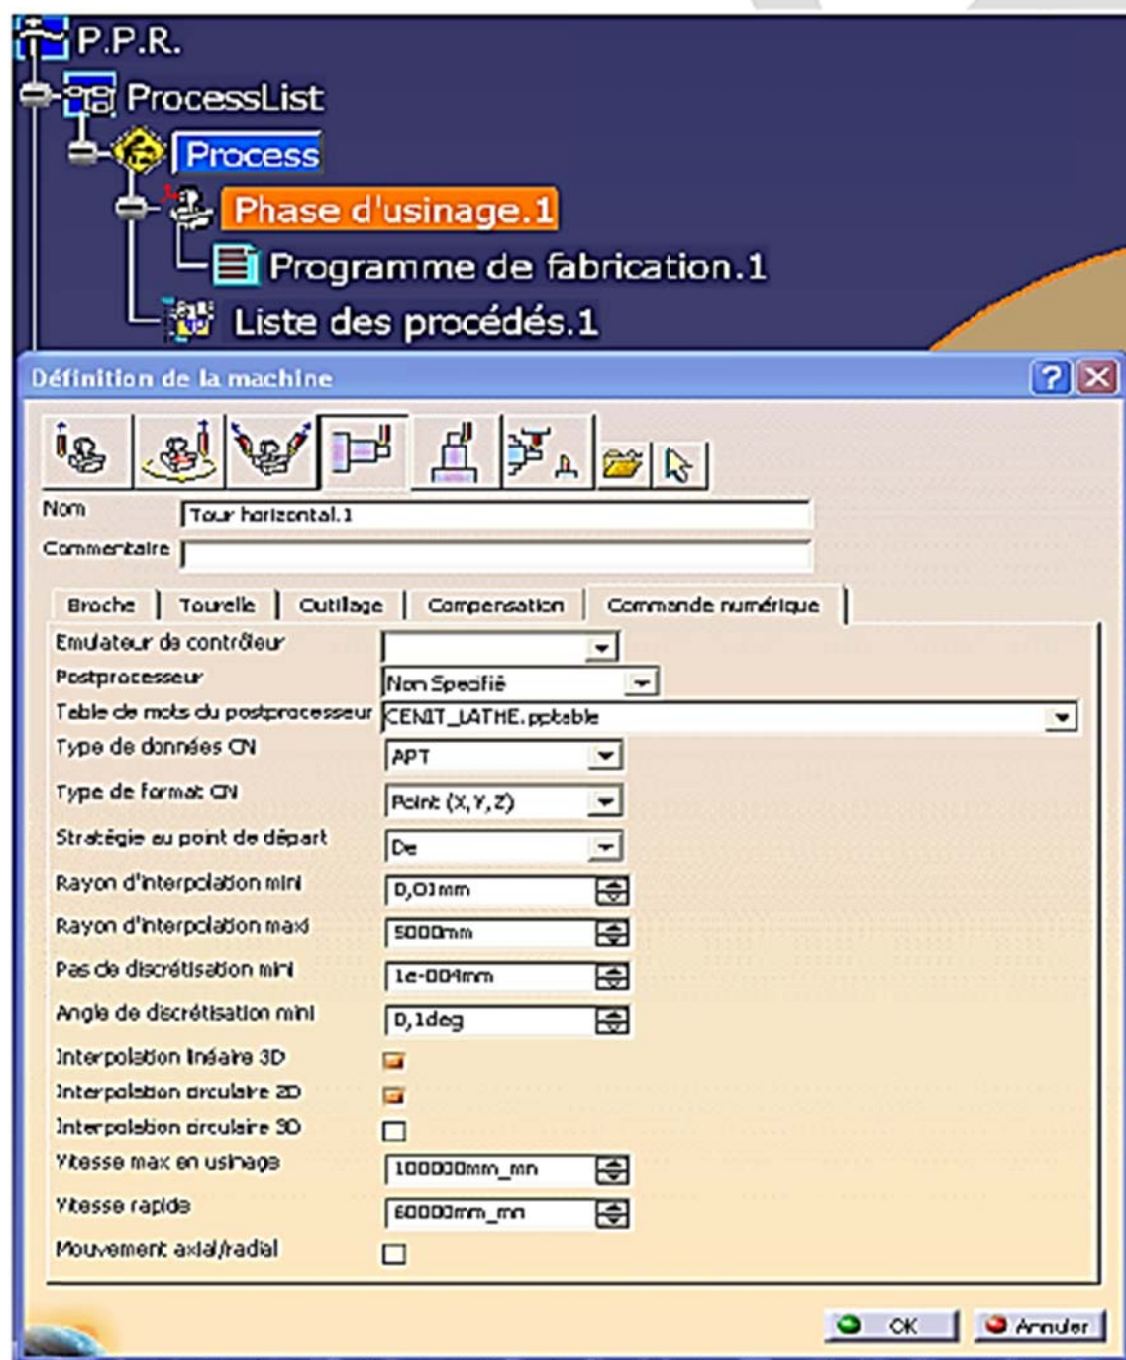 P.P.R.
ProcessList
Process
Phase d'usinage.1
Programme de fabrication.1
Liste des procédés.1
Définition de la machine
Nom Tour horizontal.1
Commentaire
Broche Tourelle Outillage Compensation Commande numérique
Emulateur de contrôleur
Postprocesseur Non Specifié
Table de mots du postprocesseur CENIT_LATHE.pptable
Type de données CN APT
Type de format CN Point (X,Y,Z)
Stratégie au point de départ De
Rayon d'interpolation mini 0,01mm
Rayon d'interpolation maxi 5000mm
Pas de discrétisation mini 1e-004mm
Angle de discrétisation mini 0,1deg
Interpolation linéaire 3D
Interpolation circulaire 2D
Interpolation circulaire 3D
Vitesse max en usinage 100000mm_mn
Vitesse rapide 60000mm_mn
Mouvement axial/radial
OK Annuler